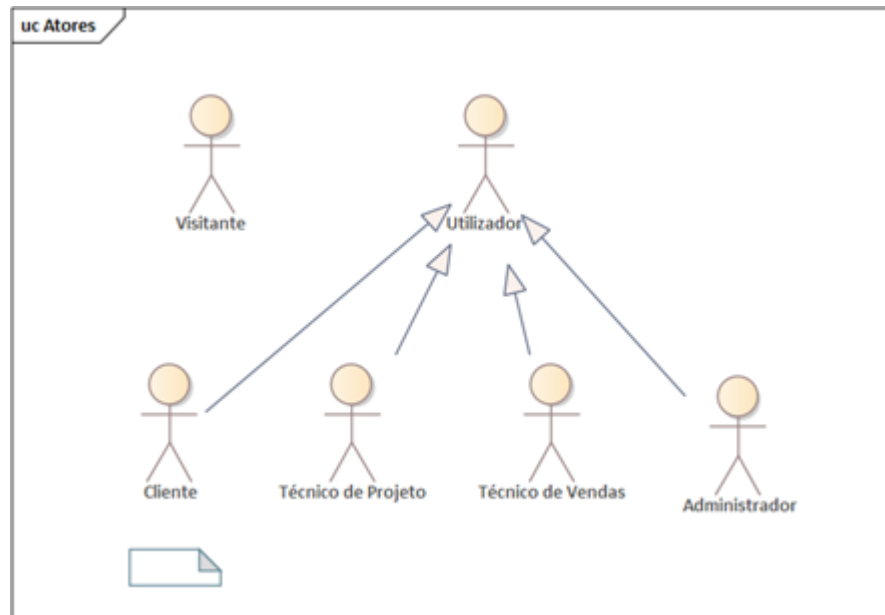 uc Atores
Visitante
Utilizador
Cliente
Técnico de Projeto
Técnico de Vendas
Administrador